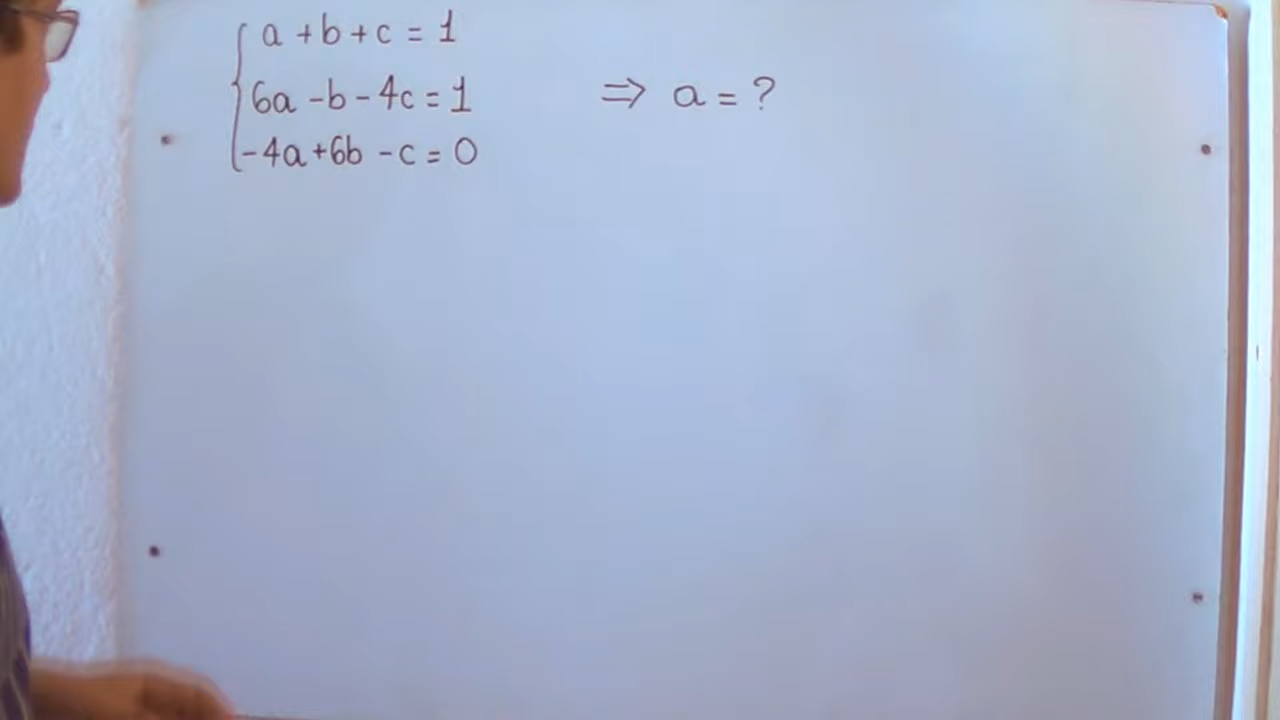 a + b + c = 1
6a - b - 4c = 1 ⇒ a = ?
-4a + 6b - c = 0